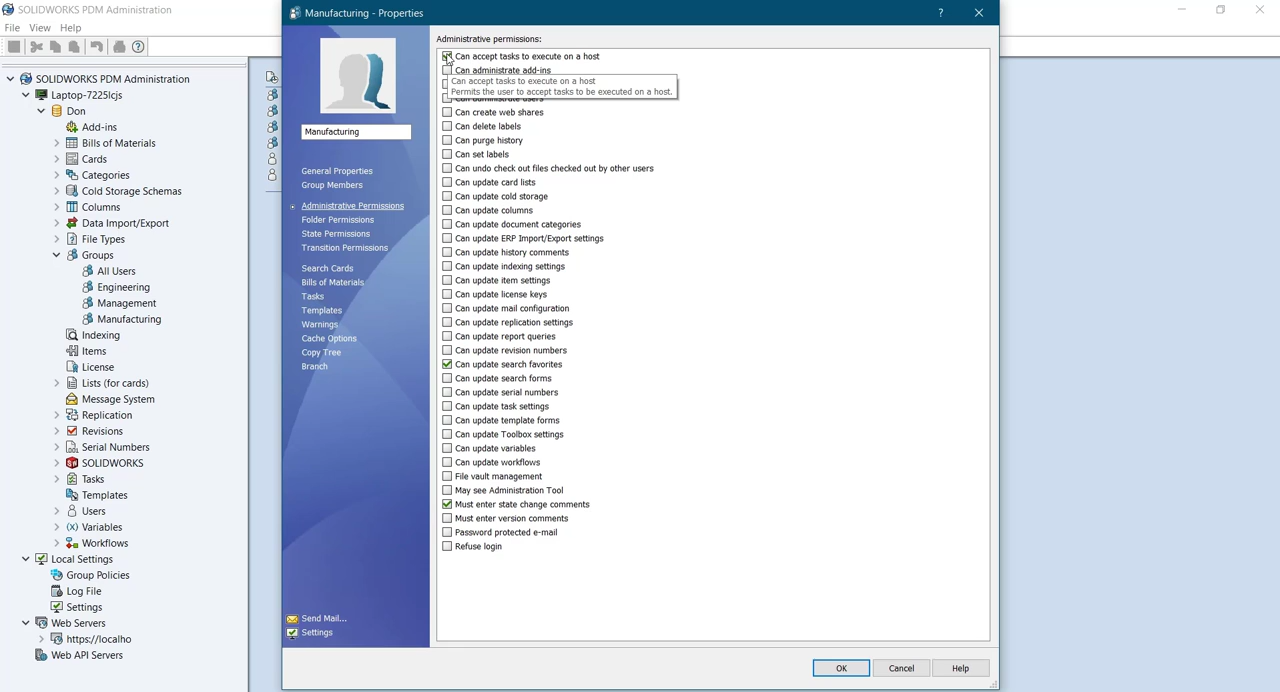 SOLIDWORKS PDM Administration
File View Help
SOLIDWORKS PDM Administration
Laptop-7225lcjs
Don
Add-ins
Bills of Materials
Cards
Categories
Cold Storage Schemas
Columns
Data Import/Export
File Types
Groups
All Users
Engineering
Management
Manufacturing
Indexing
Items
License
Lists (for cards)
Message System
Replication
Revisions
Serial Numbers
SOLIDWORKS
Tasks
Templates
Users
Variables
Workflows
Local Settings
Group Policies
Log File
Settings
Web Servers
https://localho
Web API Servers
Manufacturing - Properties
Manufacturing
General Properties
Group Members
Administrative Permissions
Folder Permissions
State Permissions
Transition Permissions
Search Cards
Bills of Materials
Tasks
Templates
Warnings
Cache Options
Copy Tree
Branch
Send Mail...
Settings
Administrative permissions:
Can accept tasks to execute on a host
Can administrate add-ins
Can accept tasks to execute on a host
Permits the user to accept tasks to be executed on a host.
Can administrate users
Can create web shares
Can delete labels
Can purge history
Can set labels
Can undo check out files checked out by other users
Can update card lists
Can update cold storage
Can update columns
Can update document categories
Can update ERP Import/Export settings
Can update history comments
Can update indexing settings
Can update item settings
Can update license keys
Can update mail configuration
Can update replication settings
Can update report queries
Can update revision numbers
Can update search favorites
Can update search forms
Can update serial numbers
Can update task settings
Can update template forms
Can update Toolbox settings
Can update variables
Can update workflows
File vault management
May see Administration Tool
Must enter state change comments
Must enter version comments
Password protected e-mail
Refuse login
OK Cancel Help